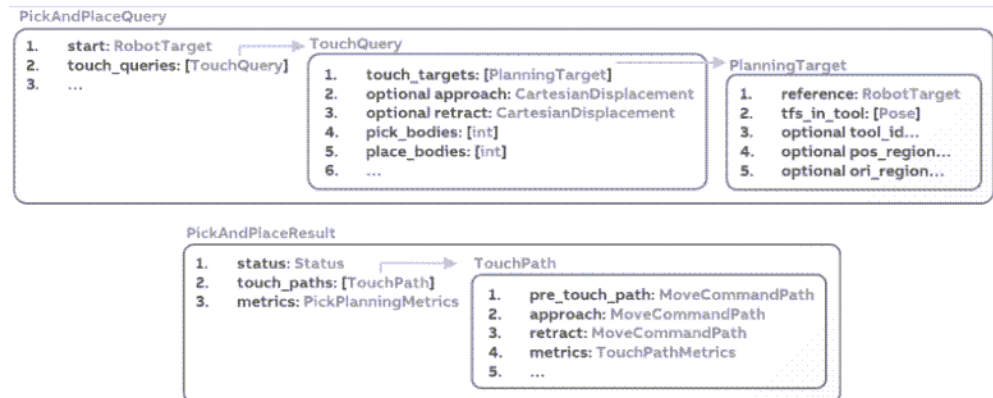 PickAndPlaceQuery
1. start: RobotTarget
2. touch_queries: [TouchQuery]
3. ...
TouchQuery
1. touch_targets: [PlanningTarget]
2. optional approach: CartesianDisplacement
3. optional retract: CartesianDisplacement
4. pick_bodies: [int]
5. place_bodies: [int]
6. ...
PlanningTarget
1. reference: RobotTarget
2. tfs_in_tool: [Pose]
3. optional tool_id...
4. optional pos_region...
5. optional ori_region...
PickAndPlaceResult
1. status: Status
2. touch_paths: [TouchPath]
3. metrics: PickPlanningMetrics
TouchPath
1. pre_touch_path: MoveCommandPath
2. approach: MoveCommandPath
3. retract: MoveCommandPath
4. metrics: TouchPathMetrics
5. ...